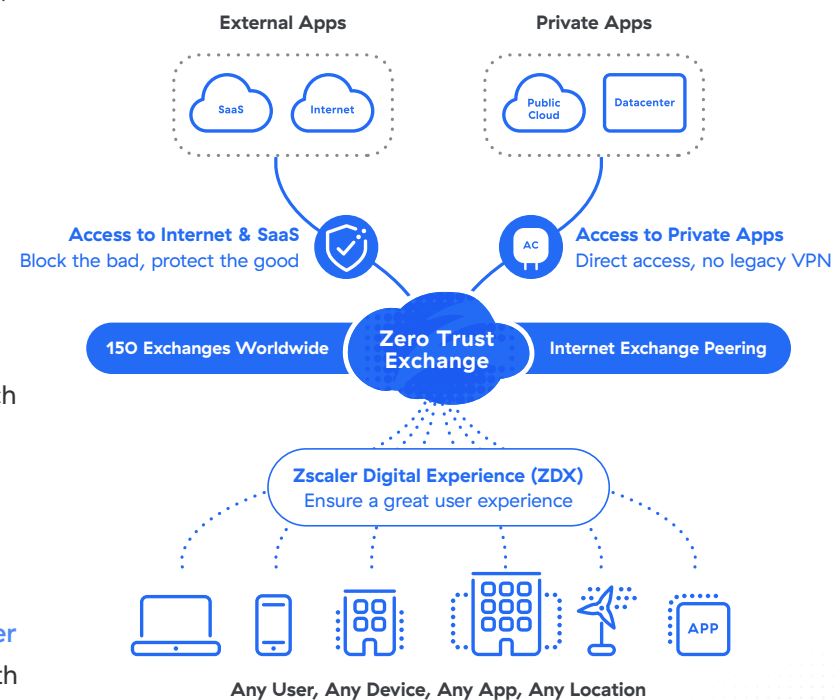 External Apps
Private Apps
SaaS
Internet
Public
Cloud
Datacenter
Access to Internet & SaaS
Block the bad, protect the good
AC
Access to Private Apps
Direct access, no legacy VPN
150 Exchanges Worldwide
Zero Trust
Exchange
Internet Exchange Peering
Zscaler Digital Experience (ZDX)
Ensure a great user experience
APP
Any User, Any Device, Any App, Any Location